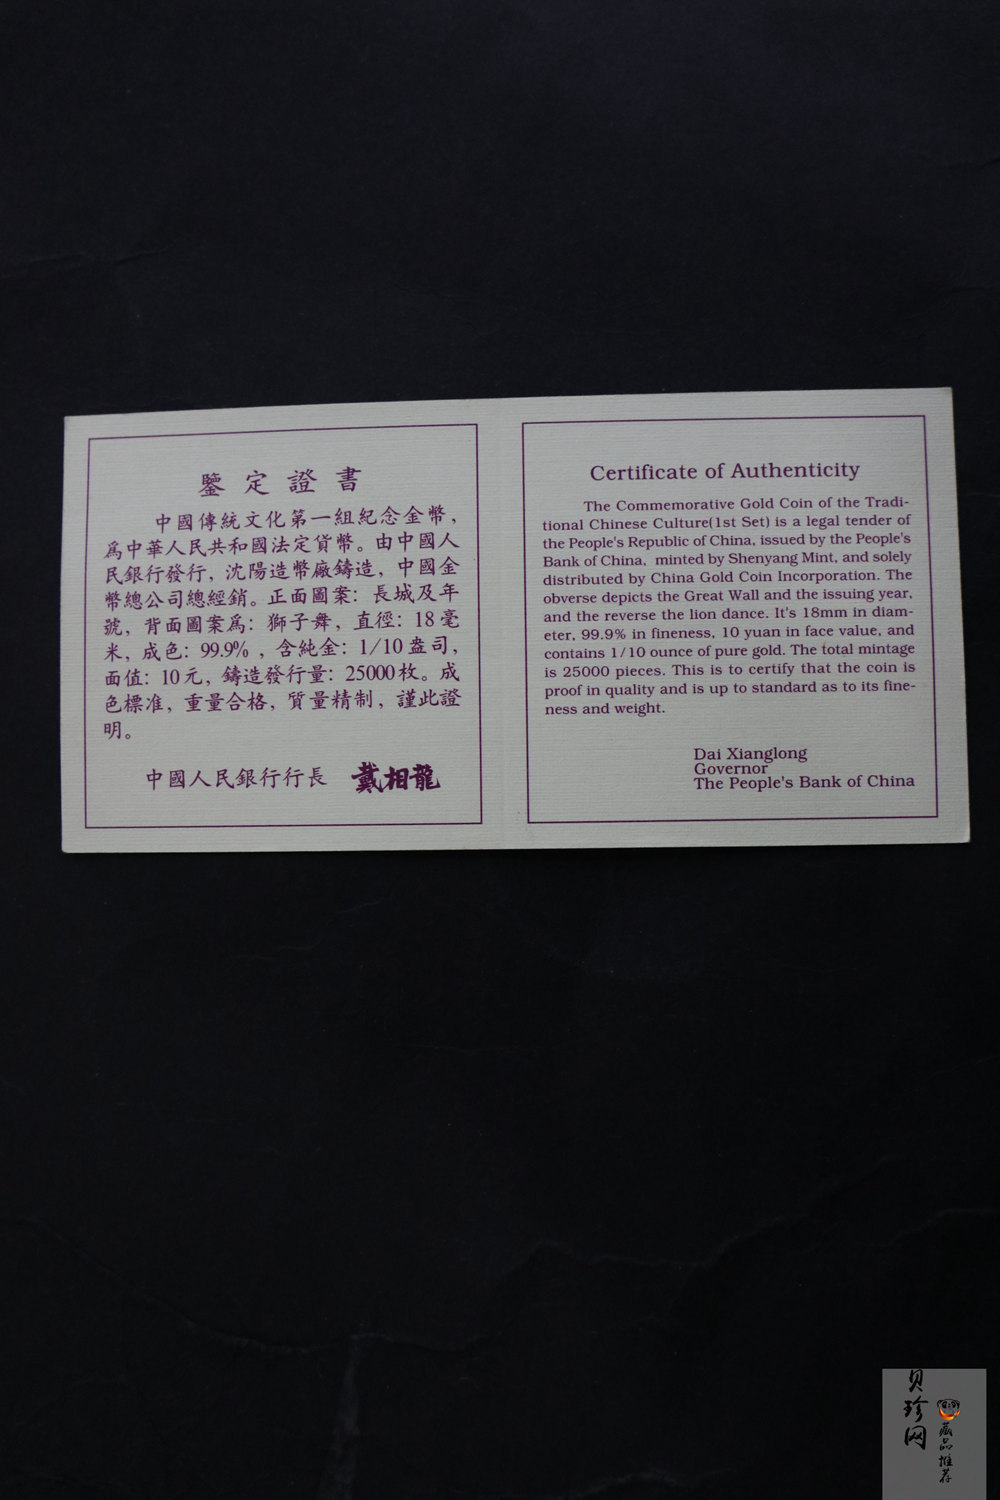 鑒定證書
中國傳統文化第一組紀念金幣,
爲中華人民共和國法定貨幣。由中國人
民銀行發行, 沈陽造幣廠鑄造, 中國金
幣總公司總經銷。正面圖案: 長城及年
號, 背面圖案爲: 獅子舞, 直徑: 18毫
米, 成色: 99.9% , 含純金: 1/10盎司,
面值: 10元, 鑄造發行量: 25000枚。成
色標准, 重量合格, 質量精制, 謹此證
明。
中國人民銀行行長 戴相龍
Certificate of Authenticity
The Commemorative Gold Coin of the Tradi-
tional Chinese Culture(1st Set) is a legal tender of
the People's Republic of China, issued by the People's
Bank of China, minted by Shenyang Mint, and solely
distributed by China Gold Coin Incorporation. The
obverse depicts the Great Wall and the issuing year,
and the reverse the lion dance. It's 18mm in diam-
eter, 99.9% in fineness, 10 yuan in face value, and
contains 1/10 ounce of pure gold. The total mintage
is 25000 pieces. This is to certify that the coin is
proof in quality and is up to standard as to its fine-
ness and weight.
Dai Xianglong
Governor
The People's Bank of China
贝珍网
藏品推荐